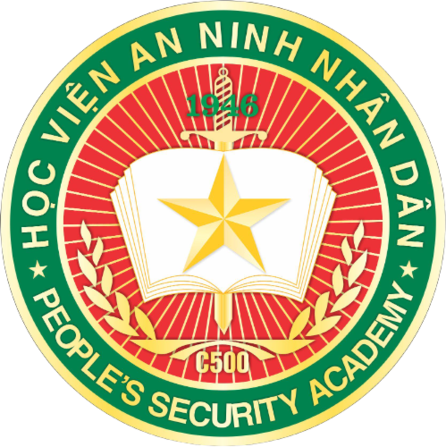 HỌC VIỆN AN NINH NHÂN DÂN
1946
C500
★ PEOPLE'S SECURITY ACADEMY ★